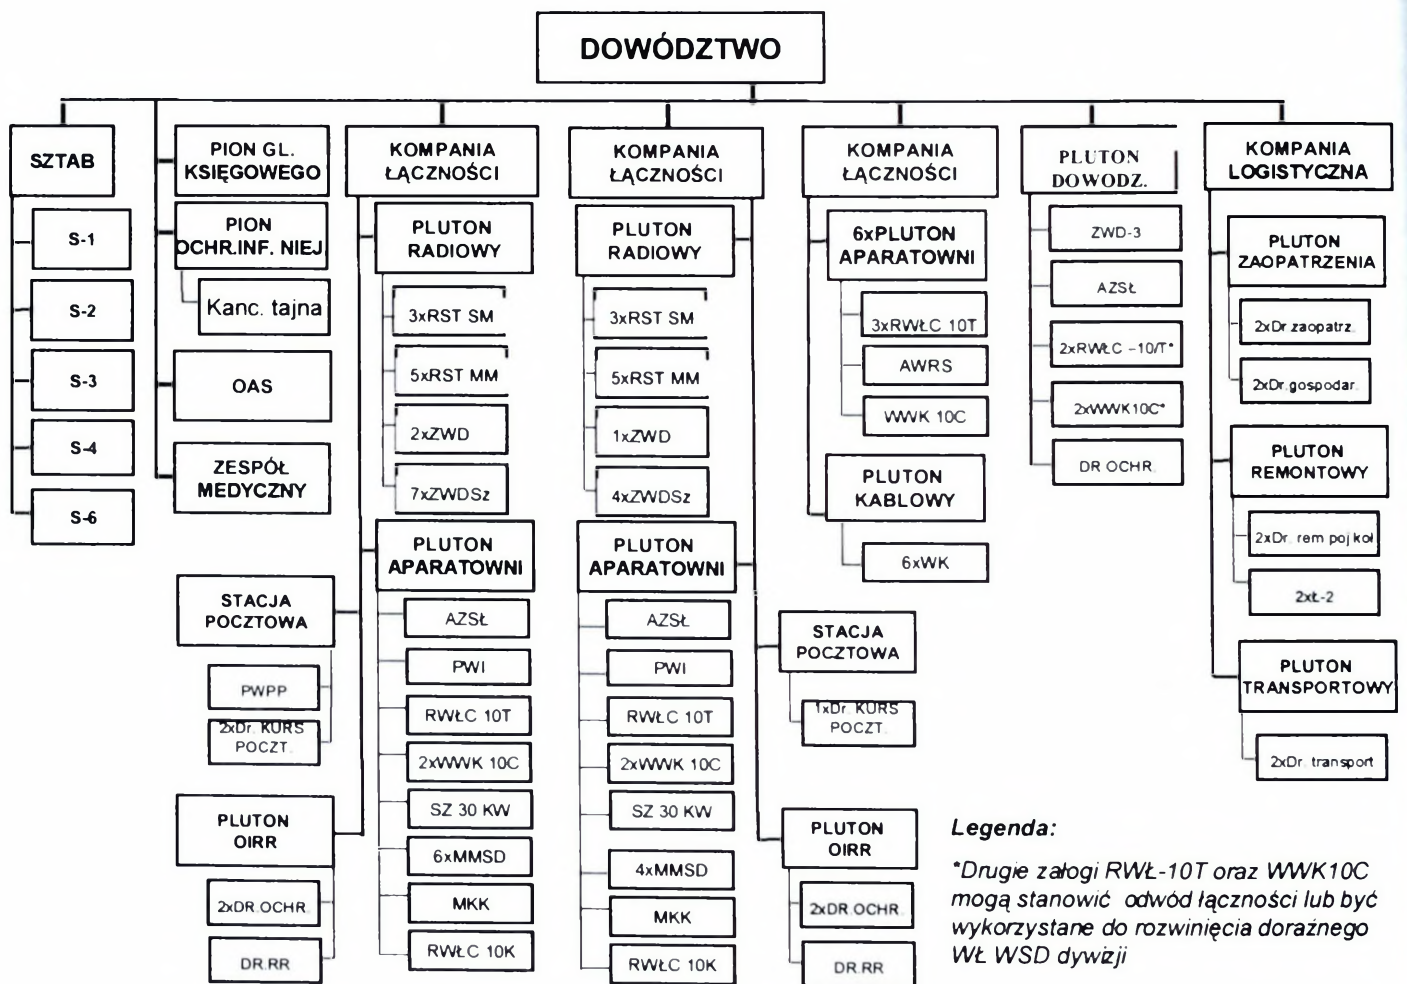 DOWÓDZTWO
SZTAB
S-1
S-2
S-3
S-4
S-6
PION GL.
KSIĘGOWEGO
PION
OCHR.INF. NIEJ.
Kanc. tajna
OAS
ZESPÓŁ
MEDYCZNY
KOMPANIA
ŁĄCZNOŚCI
PLUTON
RADIOWY
3xRST SM
5xRST MM
2xZWD
7xZWDSz
PLUTON
APARATOWNI
AZSŁ
PWI
RWŁC 10T
2xWWK 10C
SZ 30 KW
6xMMSD
MKK
RWŁC 10K
STACJA
POCZTOWA
PWPP
2xDr. KURS
POCZT.
PLUTON
OIRR
2xDR.OCHR.
DR.RR
KOMPANIA
ŁĄCZNOŚCI
PLUTON
RADIOWY
3xRST SM
5xRST MM
1xZWD
4xZWDSz
PLUTON
APARATOWNI
AZSŁ
PWI
RWŁC 10T
2xWWK 10C
SZ 30 KW
4xMMSD
MKK
RWŁC 10K
STACJA
POCZTOWA
1xDr. KURS
POCZT.
PLUTON
OIRR
2xDR.OCHR.
DR.RR
KOMPANIA
ŁĄCZNOŚCI
6xPLUTON
APARATOWNI
3xRWŁC 10T
AWRS
WWK 10C
PLUTON
KABLOWY
6xWK
PLUTON
DOWODZ.
ZWD-3
AZSŁ
2xRWŁC –10/T*
2xWWK10C*
DR OCHR.
KOMPANIA
LOGISTYCZNA
PLUTON
ZAOPATRZENIA
2xDr.zaopatrz.
2xDr.gospodar.
PLUTON
REMONTOWY
2xDr. rem poj koł.
2xŁ-2
PLUTON
TRANSPORTOWY
2xDr. transport
Legenda:
*Drugie załogi RWŁ-10T oraz WWK10C
mogą stanowić odwód łączności lub być
wykorzystane do rozwinięcia doraźnego
WŁ WSD dywizji